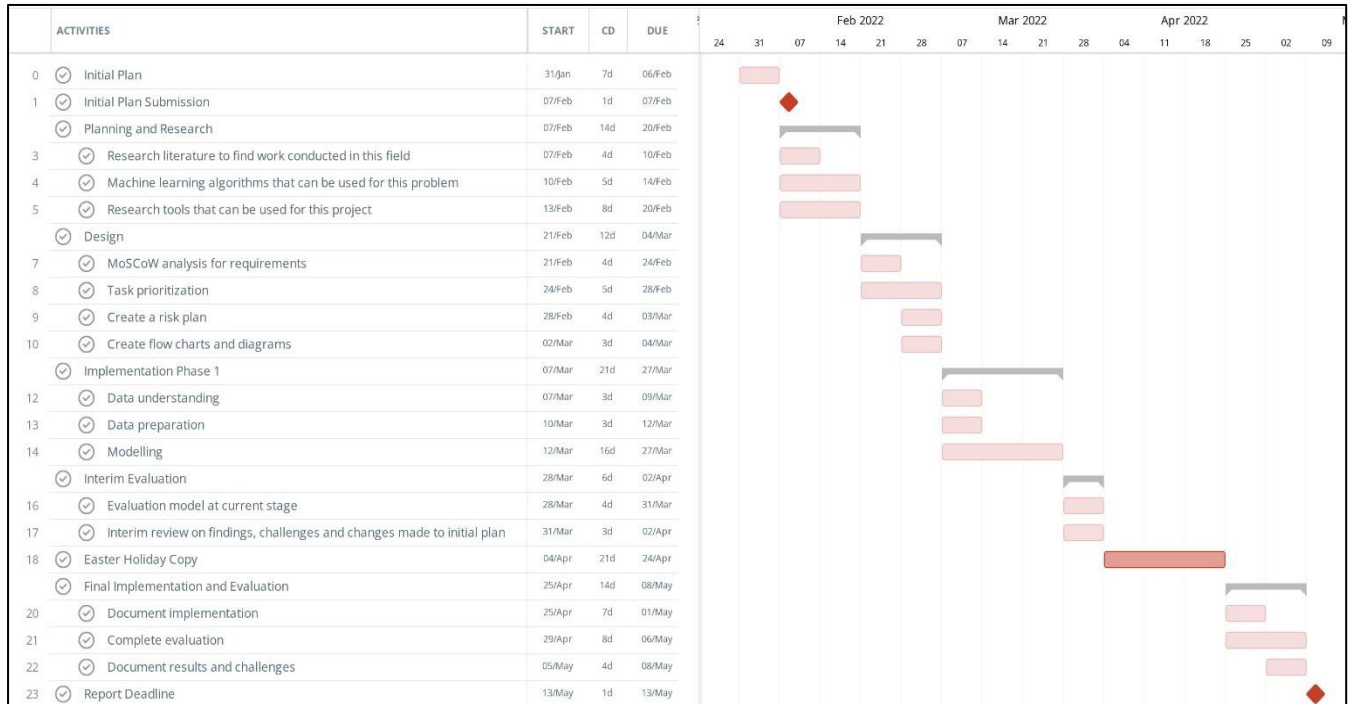 Feb 2022 Mar 2022 Apr 2022
ACTIVITIES START CD DUE
24 31 07 14 21 28 07 14 21 28 04 11 18 25 02 09
0 Initial Plan 31/Jan 7d 06/Feb
1 Initial Plan Submission 07/Feb 1d 07/Feb
Planning and Research 07/Feb 14d 20/Feb
3 Research literature to find work conducted in this field 07/Feb 4d 10/Feb
4 Machine learning algorithms that can be used for this problem 10/Feb 5d 14/Feb
5 Research tools that can be used for this project 13/Feb 8d 20/Feb
Design 21/Feb 12d 04/Mar
7 MoSCoW analysis for requirements 21/Feb 4d 24/Feb
8 Task prioritization 24/Feb 5d 28/Feb
9 Create a risk plan 28/Feb 4d 03/Mar
10 Create flow charts and diagrams 02/Mar 3d 04/Mar
Implementation Phase 1 07/Mar 21d 27/Mar
12 Data understanding 07/Mar 3d 09/Mar
13 Data preparation 10/Mar 3d 12/Mar
14 Modelling 12/Mar 16d 27/Mar
Interim Evaluation 28/Mar 6d 02/Apr
16 Evaluation model at current stage 28/Mar 4d 31/Mar
17 Interim review on findings, challenges and changes made to initial plan 31/Mar 3d 02/Apr
18 Easter Holiday Copy 04/Apr 21d 24/Apr
Final Implementation and Evaluation 25/Apr 14d 08/May
20 Document implementation 25/Apr 7d 01/May
21 Complete evaluation 29/Apr 8d 06/May
22 Document results and challenges 05/May 4d 08/May
23 Report Deadline 13/May 1d 13/May